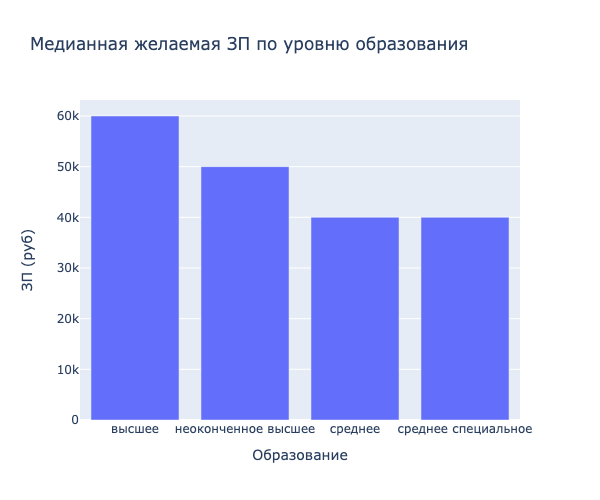 Медианная желаемая ЗП по уровню образования
ЗП (руб)
60k
50k
40k
30k
20k
10k
0
высшее
неоконченное высшее
среднее
среднее специальное
Образование